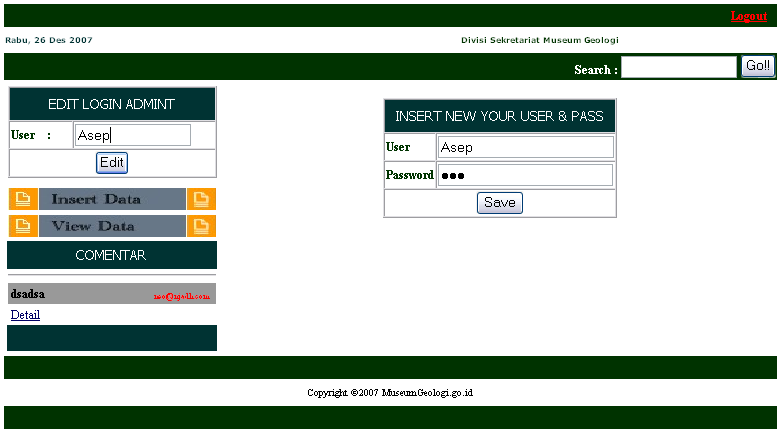 Logout
Rabu, 26 Des 2007
Divisi Sekretariat Museum Geologi
Search :
Go!!
EDIT LOGIN ADMINT
User :
Asep
Edit
INSERT NEW YOUR USER & PASS
User
Asep
Password
●●●
Save
Insert Data
View Data
COMENTAR
dsadsa
Detail
Copyright ©2007 MuseumGeologi.go.id